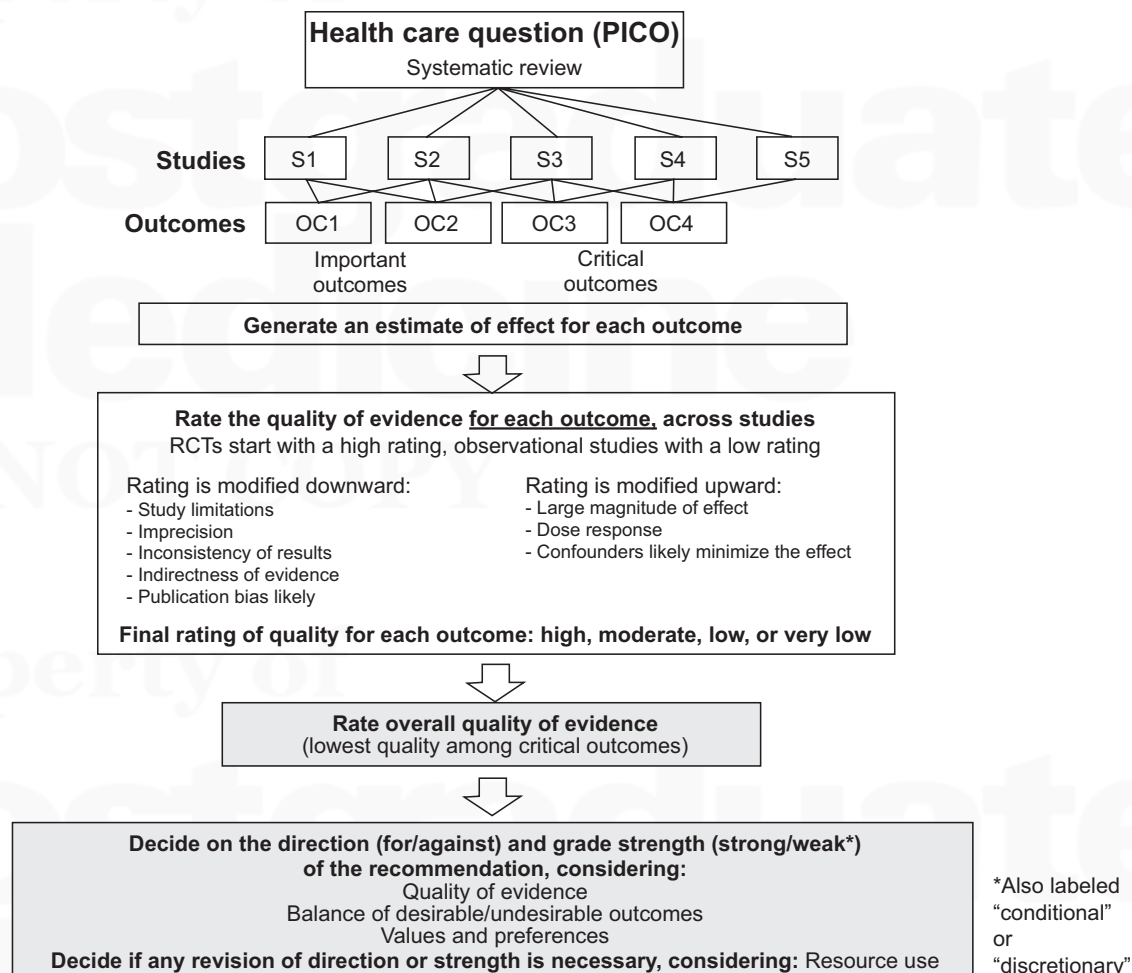 Health care question (PICO)
Systematic review
Studies S1 S2 S3 S4 S5
Outcomes OC1 OC2 OC3 OC4
Important
outcomes
Critical
outcomes
Generate an estimate of effect for each outcome
Rate the quality of evidence for each outcome, across studies
RCTs start with a high rating, observational studies with a low rating
Rating is modified downward:
- Study limitations
- Imprecision
- Inconsistency of results
- Indirectness of evidence
- Publication bias likely
Rating is modified upward:
- Large magnitude of effect
- Dose response
- Confounders likely minimize the effect
Final rating of quality for each outcome: high, moderate, low, or very low
Rate overall quality of evidence
(lowest quality among critical outcomes)
Decide on the direction (for/against) and grade strength (strong/weak*)
of the recommendation, considering:
Quality of evidence
Balance of desirable/undesirable outcomes
Values and preferences
Decide if any revision of direction or strength is necessary, considering: Resource use
*Also labeled
“conditional”
or
“discretionary”